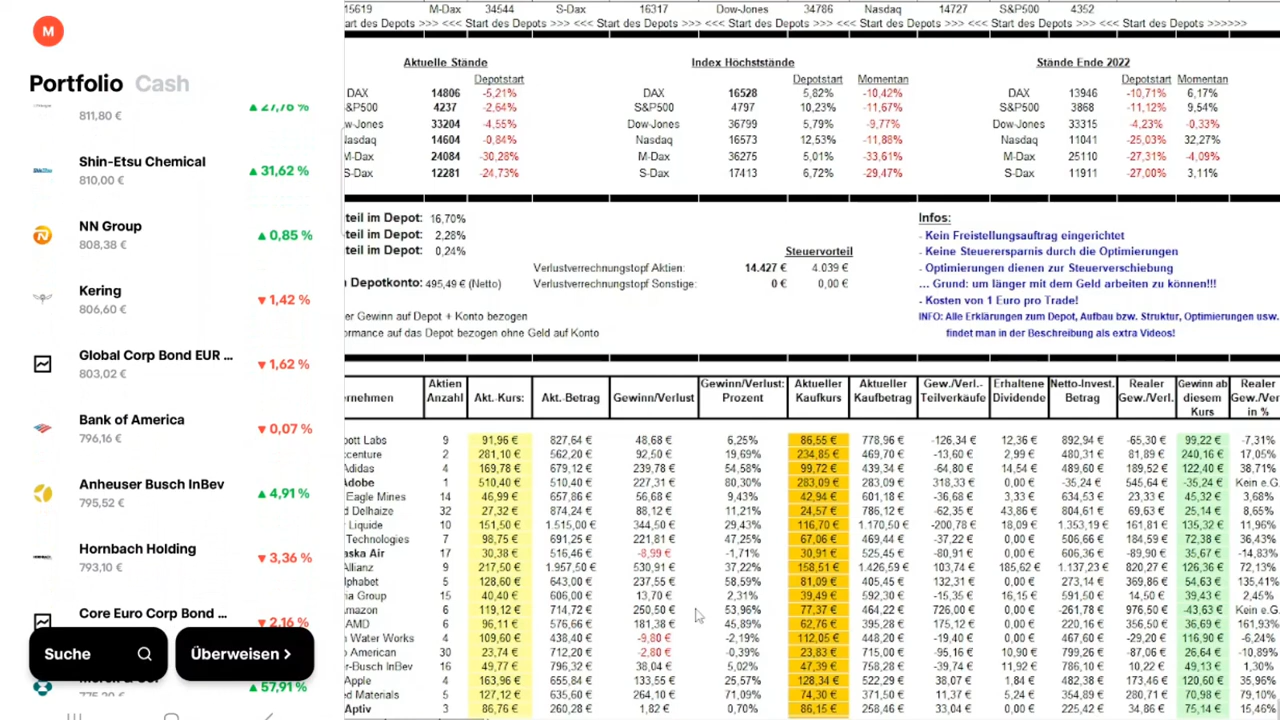 M
Portfolio Cash
811,80 €
27,76 %
Shin-Etsu Chemical
810,00 €
31,62 %
NN Group
808,38 €
0,85 %
Kering
806,60 €
1,42 %
Global Corp Bond EUR ...
803,02 €
1,62 %
Bank of America
796,16 €
0,07 %
Anheuser Busch InBev
795,52 €
4,91 %
Hornbach Holding
793,10 €
3,36 %
Core Euro Corp Bond ...
2,16 %
Suche
Überweisen
57,91 %
15619 M-Dax 34544 S-Dax 16317 Dow-Jones 34786 Nasdaq 14727 S&P500 4352
art des Depots >>> <<< Start des Depots >>> <<< Start des Depots >>> <<< Start des Depots >>> <<< Start des Depots >>> <<< Start des Depots >>>>>>
Aktuelle Stände
Depotstart
DAX 14806 -5,21%
&P500 4237 -2,64%
w-Jones 33204 -4,55%
Nasdaq 14604 -0,84%
M-Dax 24084 -30,28%
S-Dax 12281 -24,73%
Index Höchststände
Depotstart Momentan
DAX 16528 5,82% -10,42%
S&P500 4797 10,23% -11,67%
Dow-Jones 36799 5,79% -9,77%
Nasdaq 16573 12,53% -11,88%
M-Dax 36275 5,01% -33,61%
S-Dax 17413 6,72% -29,47%
Stände Ende 2022
Depotstart Momentan
DAX 13946 -10,71% 6,17%
S&P500 3868 -11,12% 9,54%
Dow-Jones 33315 -4,23% -0,33%
Nasdaq 11041 -25,03% 32,27%
M-Dax 25110 -27,31% -4,09%
S-Dax 11911 -27,00% 3,11%
teil im Depot: 16,70%
teil im Depot: 2,28%
teil im Depot: 0,24%
n Depotkonto: 495,49 € (Netto)
er Gewinn auf Depot + Konto bezogen
ormance auf das Depot bezogen ohne Geld auf Konto
Steuervorteil
Verlustverrechnungstopf Aktien: 14.427 € 4.039 €
Verlustverrechnungstopf Sonstige: 0 € 0,00 €
Infos:
- Kein Freistellungsauftrag eingerichtet
- Keine Steuerersparnis durch die Optimierungen
- Optimierungen dienen zur Steuerverschiebung
... Grund: um länger mit dem Geld arbeiten zu können!!!
- Kosten von 1 Euro pro Trade!
INFO: Alle Erklärungen zum Depot, Aufbau bzw. Struktur, Optimierungen usw.
findet man in der Beschreibung als extra Videos!
rnehmen Aktien Anzahl Akt.-Kurs: Akt.-Betrag Gewinn/Verlust Gewinn/Verlust: Prozent Aktueller Kaufkurs Aktueller Kaufbetrag Gew./Verl.- Teilverkäufe Erhaltene Dividende Netto-Invest. Betrag Realer Gew./Verl. Gewinn ab diesem Kurs Realer Gew./Ver in %
ott Labs 9 91,96 € 827,64 € 48,68 € 6,25% 86,55 € 778,96 € -126,34 € 12,36 € 892,94 € -65,30 € 99,22 € -7,31%
ccenture 2 281,10 € 562,20 € 92,50 € 19,69% 234,85 € 469,70 € -13,60 € 2,99 € 480,31 € 81,89 € 240,16 € 17,05%
Adidas 4 169,78 € 679,12 € 239,78 € 54,58% 99,72 € 439,34 € -64,80 € 14,54 € 489,60 € 189,52 € 122,40 € 38,71%
Adobe 1 510,40 € 510,40 € 227,31 € 80,30% 283,09 € 283,09 € 318,33 € 0,00 € -35,24 € 545,64 € -35,24 € Kein e.G.
Eagle Mines 14 46,99 € 657,86 € 56,68 € 9,43% 42,94 € 601,18 € -36,68 € 3,33 € 634,53 € 23,33 € 45,32 € 3,68%
d Delhaize 32 27,32 € 874,24 € 88,12 € 11,21% 24,57 € 786,12 € -62,35 € 43,86 € 804,61 € 69,63 € 25,14 € 8,65%
Liquide 10 151,50 € 1.515,00 € 344,50 € 29,43% 116,70 € 1.170,50 € -200,78 € 18,09 € 1.353,19 € 161,81 € 135,32 € 11,96%
Technologies 7 98,75 € 691,25 € 221,81 € 47,25% 67,06 € 469,44 € -37,22 € 0,00 € 506,66 € 184,59 € 72,38 € 36,43%
ska Air 17 30,38 € 516,46 € -8,99 € -1,71% 30,91 € 525,45 € -80,91 € 0,00 € 606,36 € -89,90 € 35,67 € -14,83%
Allianz 9 217,50 € 1.957,50 € 530,91 € 37,22% 158,51 € 1.426,59 € 103,74 € 185,62 € 1.137,23 € 820,27 € 126,36 € 72,13%
lphabet 5 128,60 € 643,00 € 237,55 € 58,59% 81,09 € 405,45 € 132,31 € 0,00 € 273,14 € 369,86 € 54,63 € 135,41%
ria Group 15 40,40 € 606,00 € 13,70 € 2,31% 39,49 € 592,30 € -15,35 € 16,15 € 591,50 € 14,50 € 39,43 € 2,45%
mazon 6 119,12 € 714,72 € 250,50 € 53,96% 77,37 € 464,22 € 726,00 € 0,00 € -261,78 € 976,50 € -43,63 € Kein e.G
AMD 6 96,11 € 576,66 € 181,38 € 45,89% 62,76 € 395,28 € 175,12 € 0,00 € 220,16 € 356,50 € 36,69 € 161,93%
n Water Works 4 109,60 € 438,40 € -9,80 € -2,19% 112,05 € 448,20 € -19,40 € 0,00 € 467,60 € -29,20 € 116,90 € -6,24%
American 30 23,74 € 712,20 € -2,80 € -0,39% 23,83 € 715,00 € -95,16 € 10,90 € 799,26 € -87,06 € 26,64 € -10,89%
r-Busch InBev 16 49,77 € 796,32 € 38,04 € 5,02% 47,39 € 758,28 € -39,74 € 11,92 € 786,10 € 10,22 € 49,13 € 1,30%
Apple 4 163,96 € 655,84 € 133,55 € 25,57% 128,34 € 522,29 € 38,07 € 1,84 € 482,38 € 173,46 € 120,60 € 35,96%
ed Materials 5 127,12 € 635,60 € 264,10 € 71,09% 74,30 € 371,50 € 11,37 € 5,24 € 354,89 € 280,71 € 70,98 € 79,10%
Aptiv 3 86,76 € 260,28 € 1,82 € 0,70% 86,15 € 258,46 € 33,04 € 0,00 € 225,42 € 34,86 € 75,14 € 15,46%